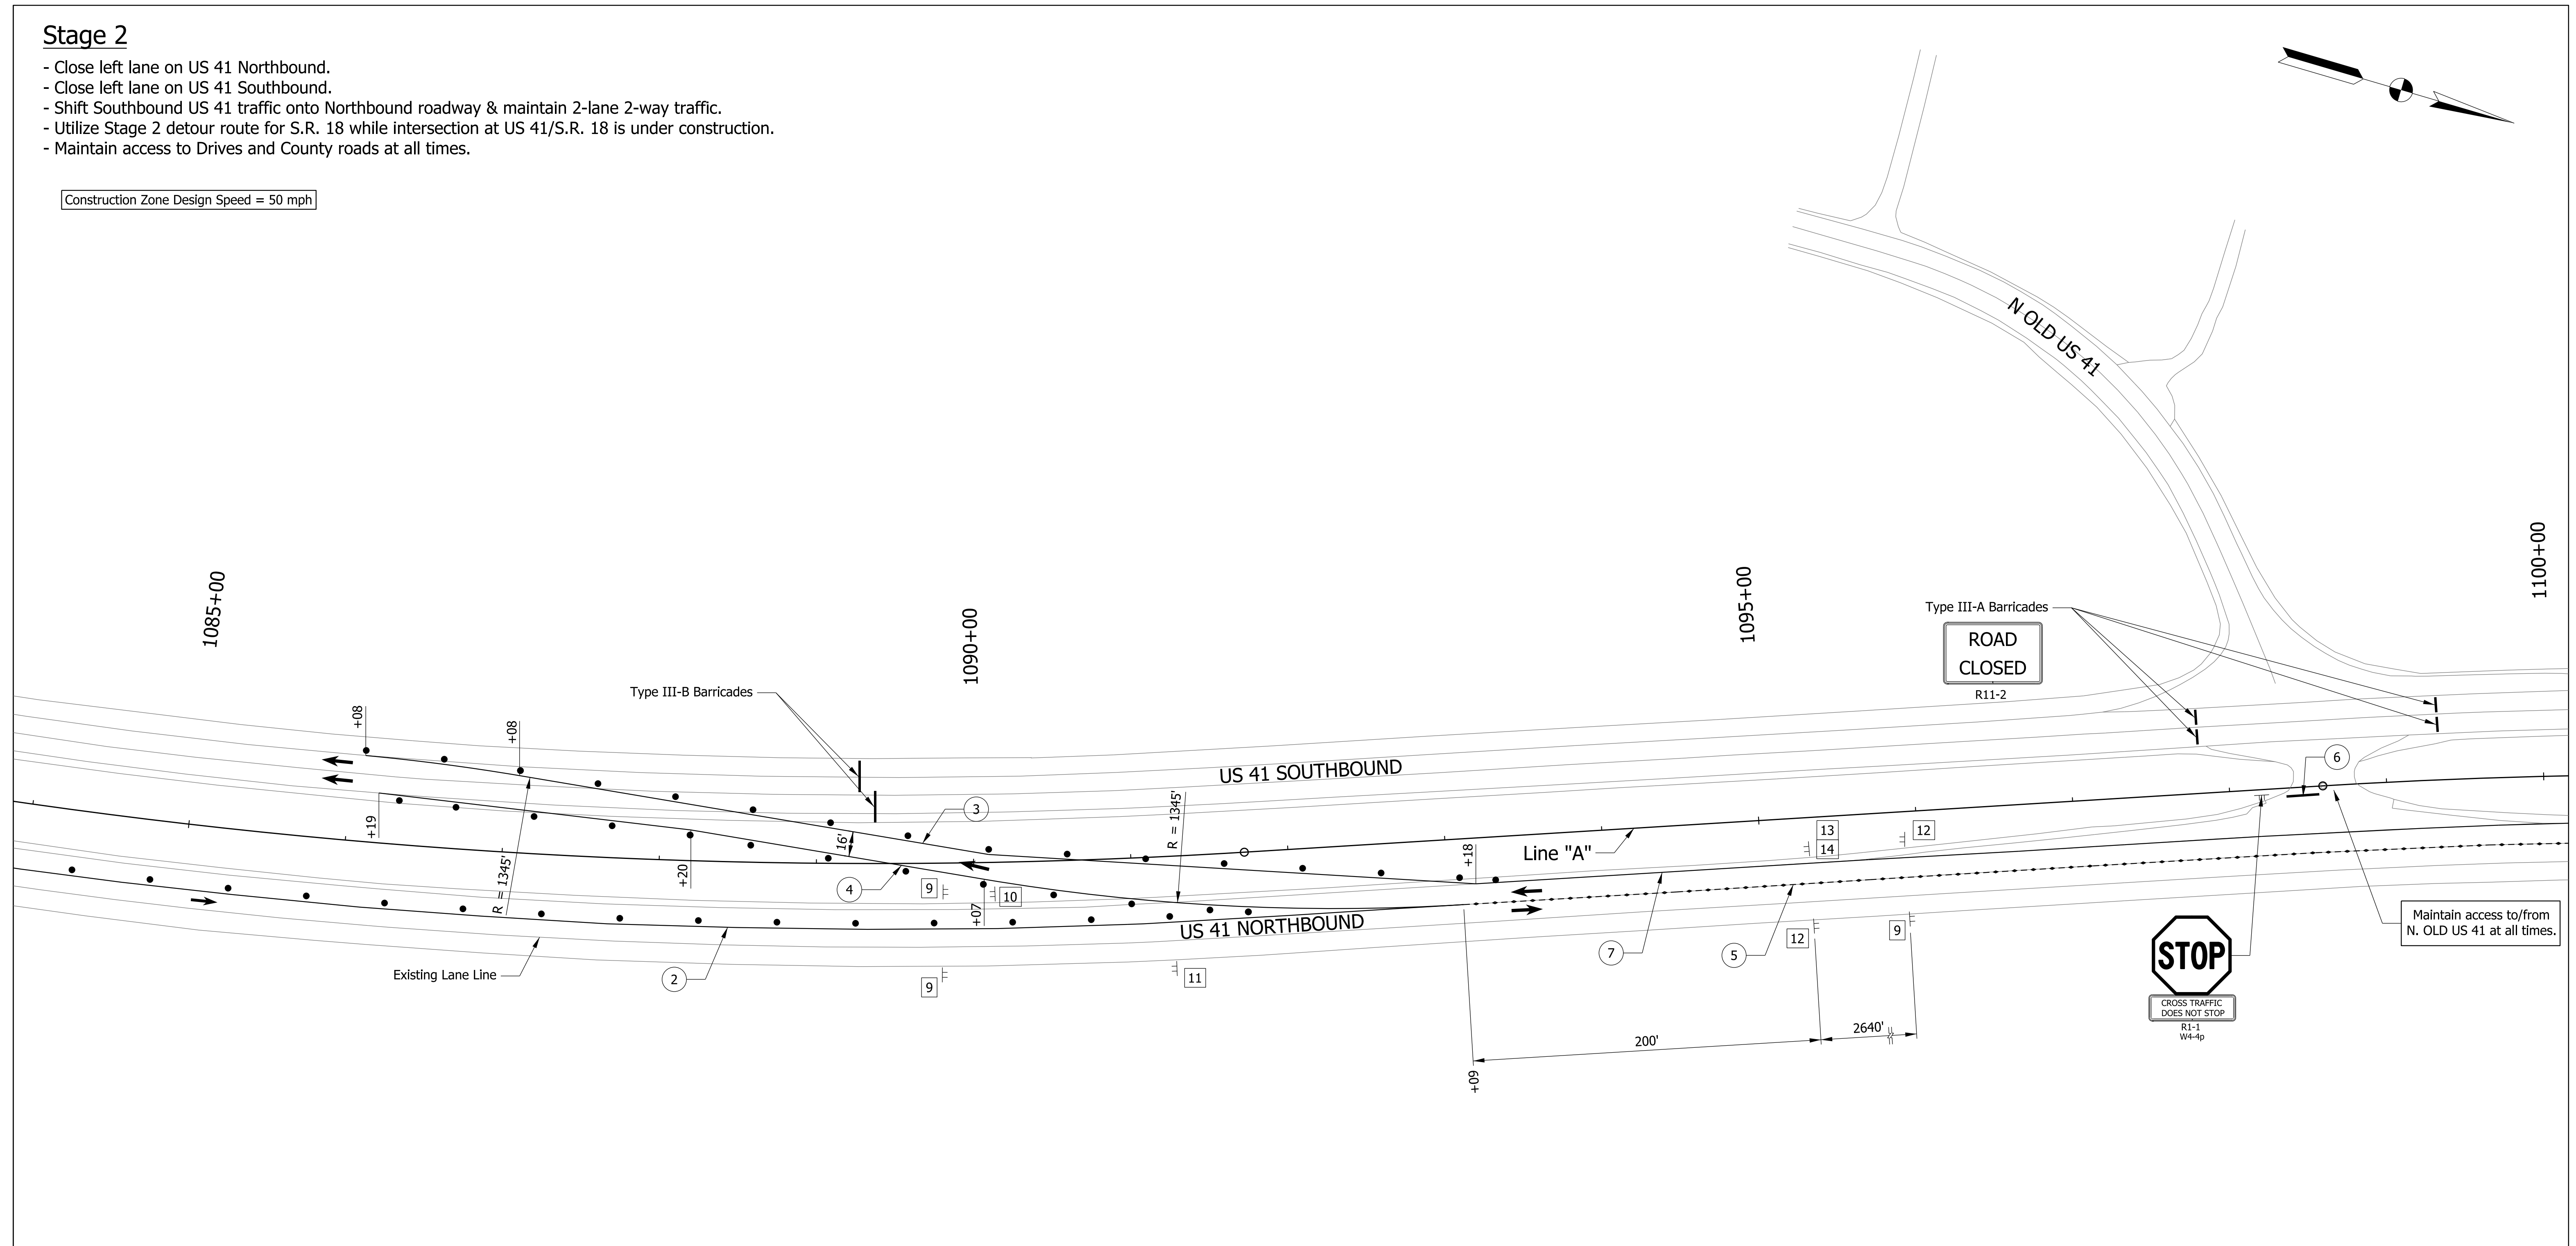 Stage 2
- Close left lane on US 41 Northbound.
- Close left lane on US 41 Southbound.
- Shift Southbound US 41 traffic onto Northbound roadway & maintain 2-lane 2-way traffic.
- Utilize Stage 2 detour route for S.R. 18 while intersection at US 41/S.R. 18 is under construction.
- Maintain access to Drives and County roads at all times.
Construction Zone Design Speed = 50 mph
N OLD US 41
1085+00
1090+00
1095+00
1100+00
Type III-A Barricades
ROAD
CLOSED
R11-2
Type III-B Barricades
+08
+08
US 41 SOUTHBOUND
6
3
+19
R = 1345'
16'
R = 1345'
+20
4
9
10
+07
Line "A"
+18
13
14
12
US 41 NORTHBOUND
Existing Lane Line
2
9
11
7
5
12
9
Maintain access to/from
N. OLD US 41 at all times.
STOP
CROSS TRAFFIC
DOES NOT STOP
R1-1
W4-4p
200'
2640'
+09